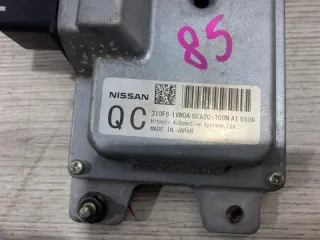 85
NISSAN
QC
310F6 1VM0A
Hitachi Automotive Systems, Ltd.
MADE IN JAPAN